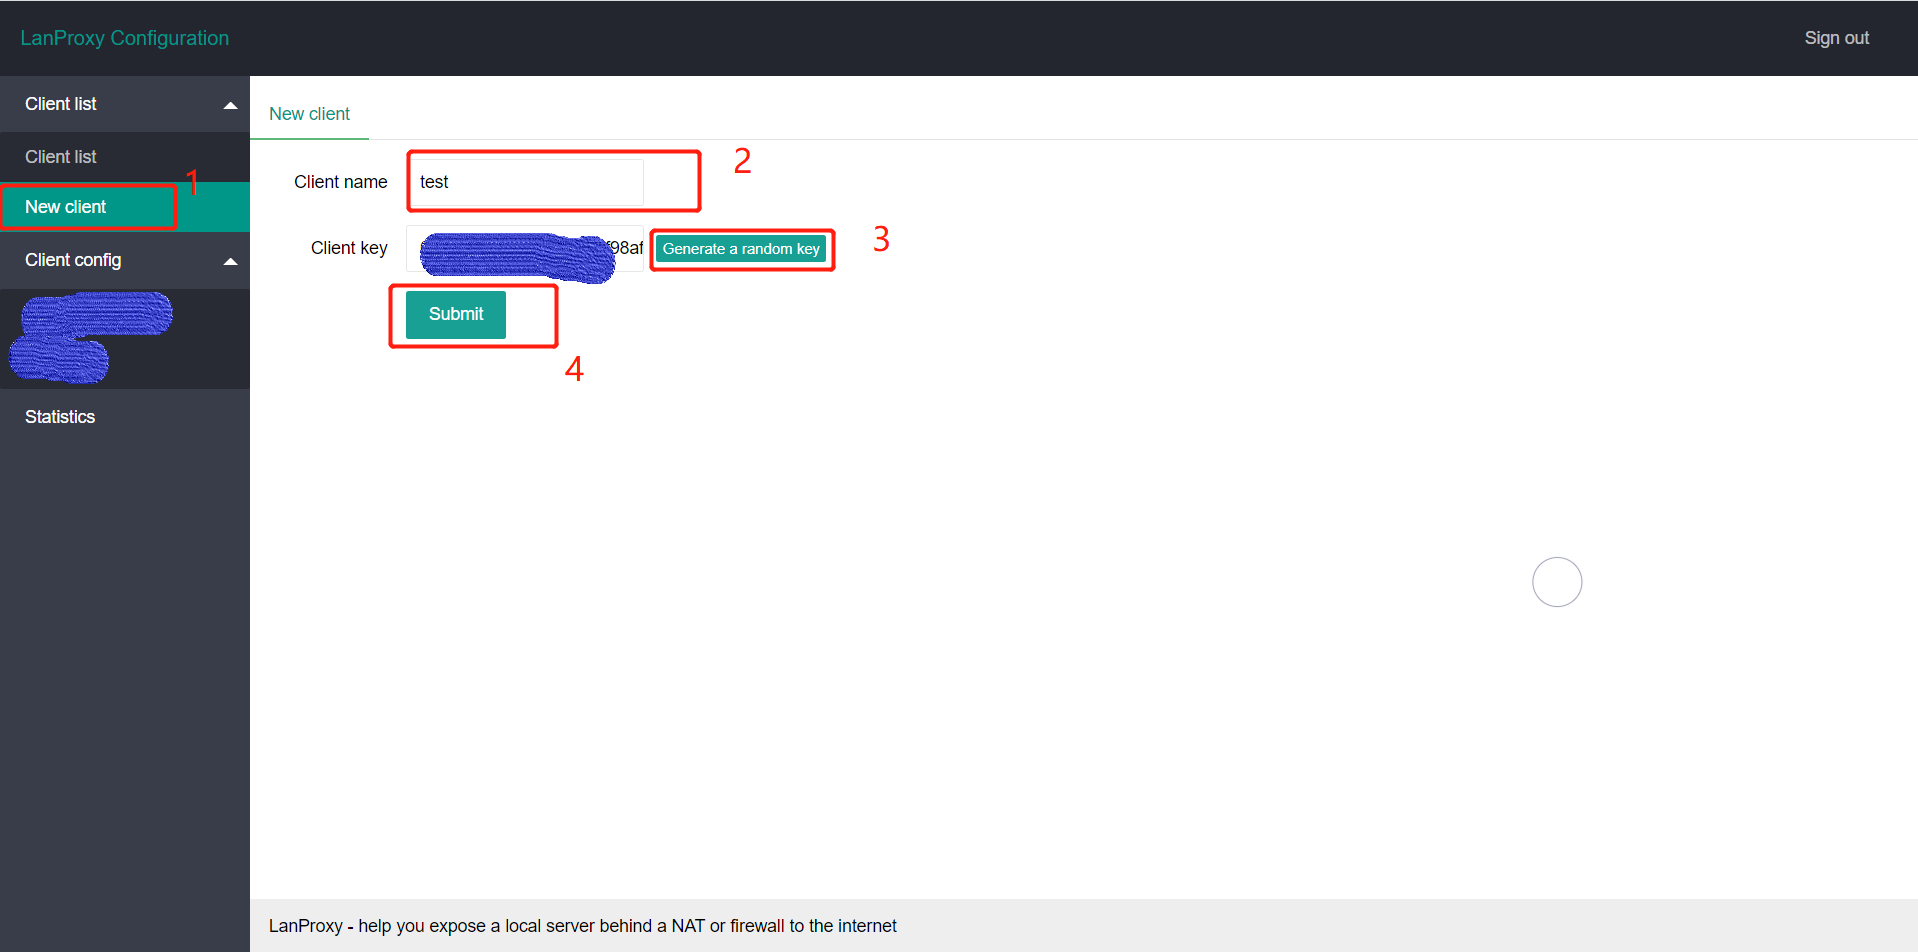 LanProxy Configuration
Sign out
Client list
Client list
1
New client
Client config
Statistics
New client
Client name
test
2
Client key
98af
Generate a random key
3
Submit
4
LanProxy - help you expose a local server behind a NAT or firewall to the internet